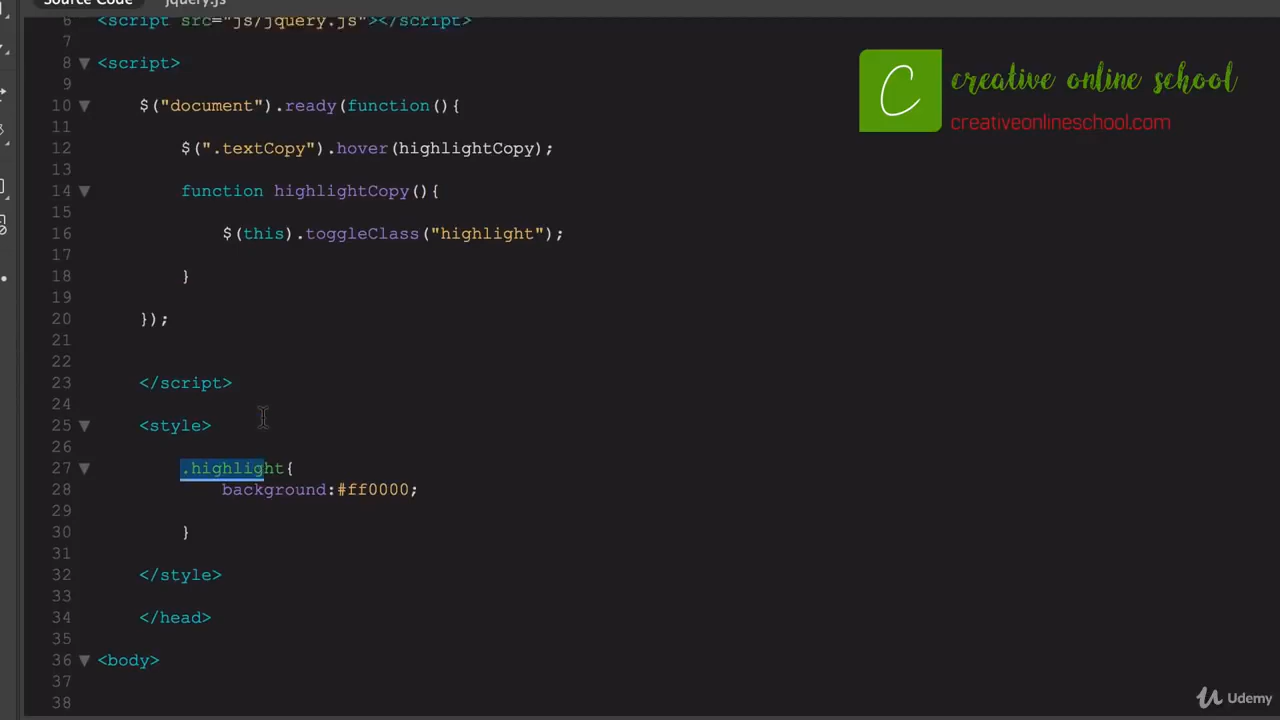 Source Code jquery.js
6 <script src="js/jquery.js"></script>
7
8 <script>
9
10 $("document").ready(function(){
11
12 $(".textCopy").hover(highlightCopy);
13
14 function highlightCopy(){
15
16 $(this).toggleClass("highlight");
17
18 }
19
20 });
21
22
23 </script>
24
25 <style>
26
27 .highlight{
28 background:#ff0000;
29
30 }
31
32 </style>
33
34 </head>
35
36 <body>
37
38
C creative online school
creativeonlineschool.com
Udemy